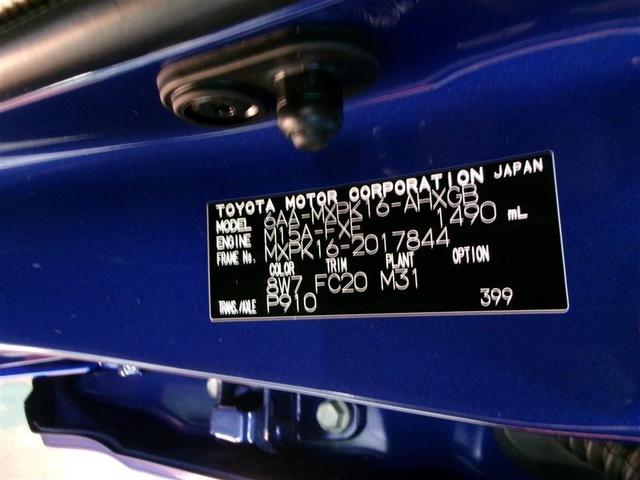 TOYOTA MOTOR CORPORATION JAPAN
MODEL 6AA-MXPK16-AHXGB
ENGINE M15A-FXE 1490 mL
FRAME No. MXPK16-2017844
COLOR TRIM PLANT OPTION
8W7 FC20 M31
TRANS./AXLE P910 399